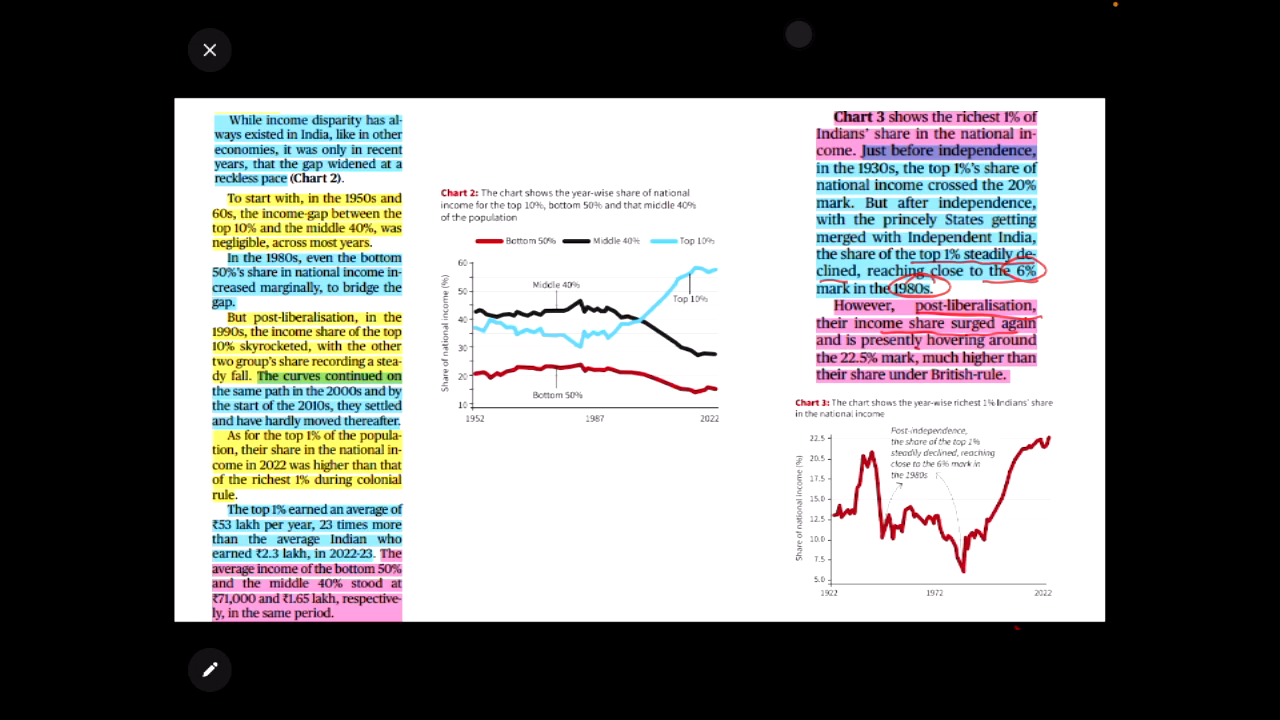 While income disparity has al-
ways existed in India, like in other
economies, it was only in recent
years, that the gap widened at a
reckless pace (Chart 2).
To start with, in the 1950s and
60s, the income-gap between the
top 10% and the middle 40%, was
negligible, across most years.
In the 1980s, even the bottom
50%'s share in national income in-
creased marginally, to bridge the
gap.
But post-liberalisation, in the
1990s, the income share of the top
10% skyrocketed, with the other
two group's share recording a stea-
dy fall. The curves continued on
the same path in the 2000s and by
the start of the 2010s, they settled
and have hardly moved thereafter.
As for the top 1% of the popula-
tion, their share in the national in-
come in 2022 was higher than that
of the richest 1% during colonial
rule.
The top 1% earned an average of
₹53 lakh per year, 23 times more
than the average Indian who
earned ₹2.3 lakh, in 2022-23. The
average income of the bottom 50%
and the middle 40% stood at
₹71,000 and ₹1.65 lakh, respective-
ly, in the same period.
Chart 2: The chart shows the year-wise share of national
income for the top 10%, bottom 50% and that middle 40%
of the population
Bottom 50% Middle 40% Top 10%
Share of national income (%)
60
50
40
30
20
10
Middle 40%
Top 10%
Bottom 50%
1952 1987 2022
Chart 3 shows the richest 1% of
Indians' share in the national in-
come. Just before independence,
in the 1930s, the top 1%'s share of
national income crossed the 20%
mark. But after independence,
with the princely States getting
merged with Independent India,
the share of the top 1% steadily de-
clined, reaching close to the 6%
mark in the 1980s.
However, post-liberalisation,
their income share surged again
and is presently hovering around
the 22.5% mark, much higher than
their share under British-rule.
Chart 3: The chart shows the year-wise richest 1% Indians' share
in the national income
Share of national income (%)
22.5
20.5
17.5
15.0
12.5
10.0
7.5
5.0
Post-independence,
the share of the top 1%
steadily declined, reaching
close to the 6% mark in
the 1980s
1922 1972 2022